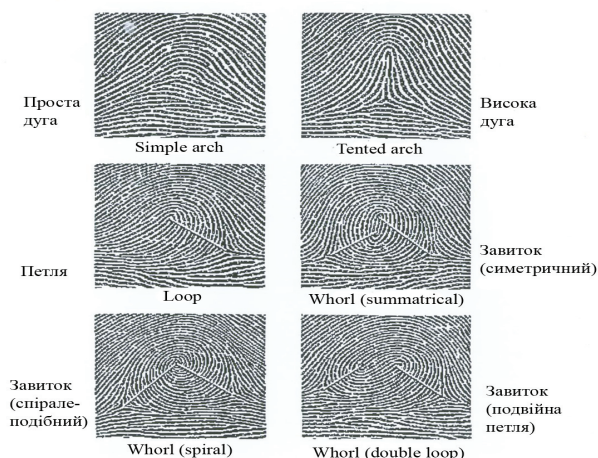 Проста
дуга
Simple arch
Висока
дуга
Tented arch
Петля
Loop
Завиток
(симетричний)
Whorl (summatrical)
Завиток
(спірале-
подібний)
Whorl (spiral)
Завиток
(подвійна
петля)
Whorl (double loop)